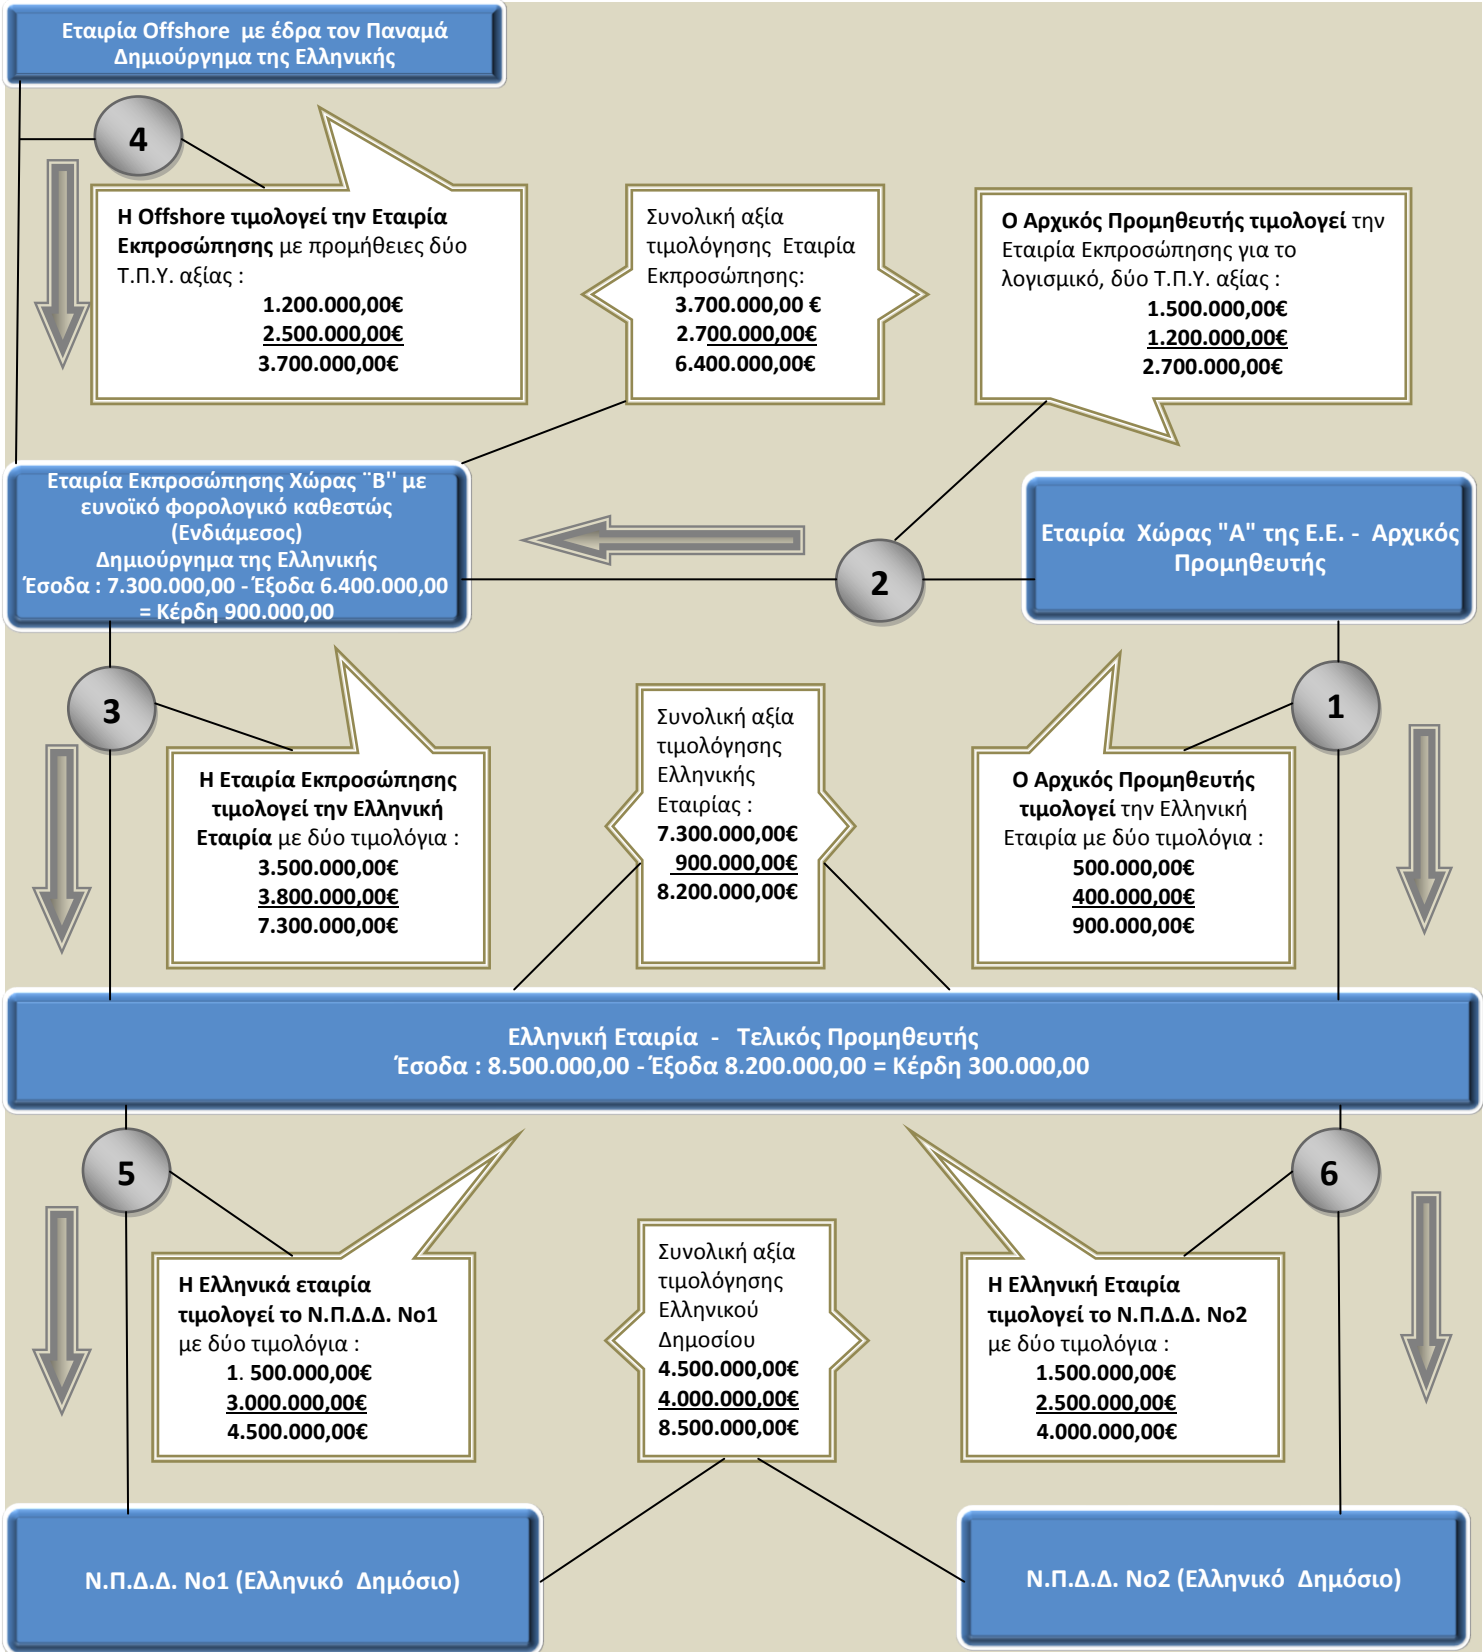 Εταιρία Offshore με έδρα τον Παναμά
Δημιούργημα της Ελληνικής
4
Η Offshore τιμολογεί την Εταιρία
Εκπροσώπησης με προμήθειες δύο
Τ.Π.Υ. αξίας :
1.200.000,00€
2.500.000,00€
3.700.000,00€
Συνολική αξία
τιμολόγησης Εταιρία
Εκπροσώπησης:
3.700.000,00 €
2.700.000,00€
6.400.000,00€
Ο Αρχικός Προμηθευτής τιμολογεί την
Εταιρία Εκπροσώπησης για το
λογισμικό, δύο Τ.Π.Υ. αξίας :
1.500.000,00€
1.200.000,00€
2.700.000,00€
Εταιρία Εκπροσώπησης Χώρας ¨Β'' με
ευνοϊκό φορολογικό καθεστώς
(Ενδιάμεσος)
Δημιούργημα της Ελληνικής
Έσοδα : 7.300.000,00 - Έξοδα 6.400.000,00
= Κέρδη 900.000,00
2
Εταιρία Χώρας "Α" της Ε.Ε. - Αρχικός
Προμηθευτής
3
Η Εταιρία Εκπροσώπησης
τιμολογεί την Ελληνική
Εταιρία με δύο τιμολόγια :
3.500.000,00€
3.800.000,00€
7.300.000,00€
Συνολική αξία
τιμολόγησης
Ελληνικής
Εταιρίας :
7.300.000,00€
900.000,00€
8.200.000,00€
1
Ο Αρχικός Προμηθευτής
τιμολογεί την Ελληνική
Εταιρία με δύο τιμολόγια :
500.000,00€
400.000,00€
900.000,00€
Ελληνική Εταιρία - Τελικός Προμηθευτής
Έσοδα : 8.500.000,00 - Έξοδα 8.200.000,00 = Κέρδη 300.000,00
5
Η Ελληνικά εταιρία
τιμολογεί το Ν.Π.Δ.Δ. Νο1
με δύο τιμολόγια :
1. 500.000,00€
3.000.000,00€
4.500.000,00€
Συνολική αξία
τιμολόγησης
Ελληνικού
Δημοσίου
4.500.000,00€
4.000.000,00€
8.500.000,00€
6
Η Ελληνική Εταιρία
τιμολογεί το Ν.Π.Δ.Δ. Νο2
με δύο τιμολόγια :
1.500.000,00€
2.500.000,00€
4.000.000,00€
Ν.Π.Δ.Δ. Νο1 (Ελληνικό Δημόσιο)
Ν.Π.Δ.Δ. Νο2 (Ελληνικό Δημόσιο)